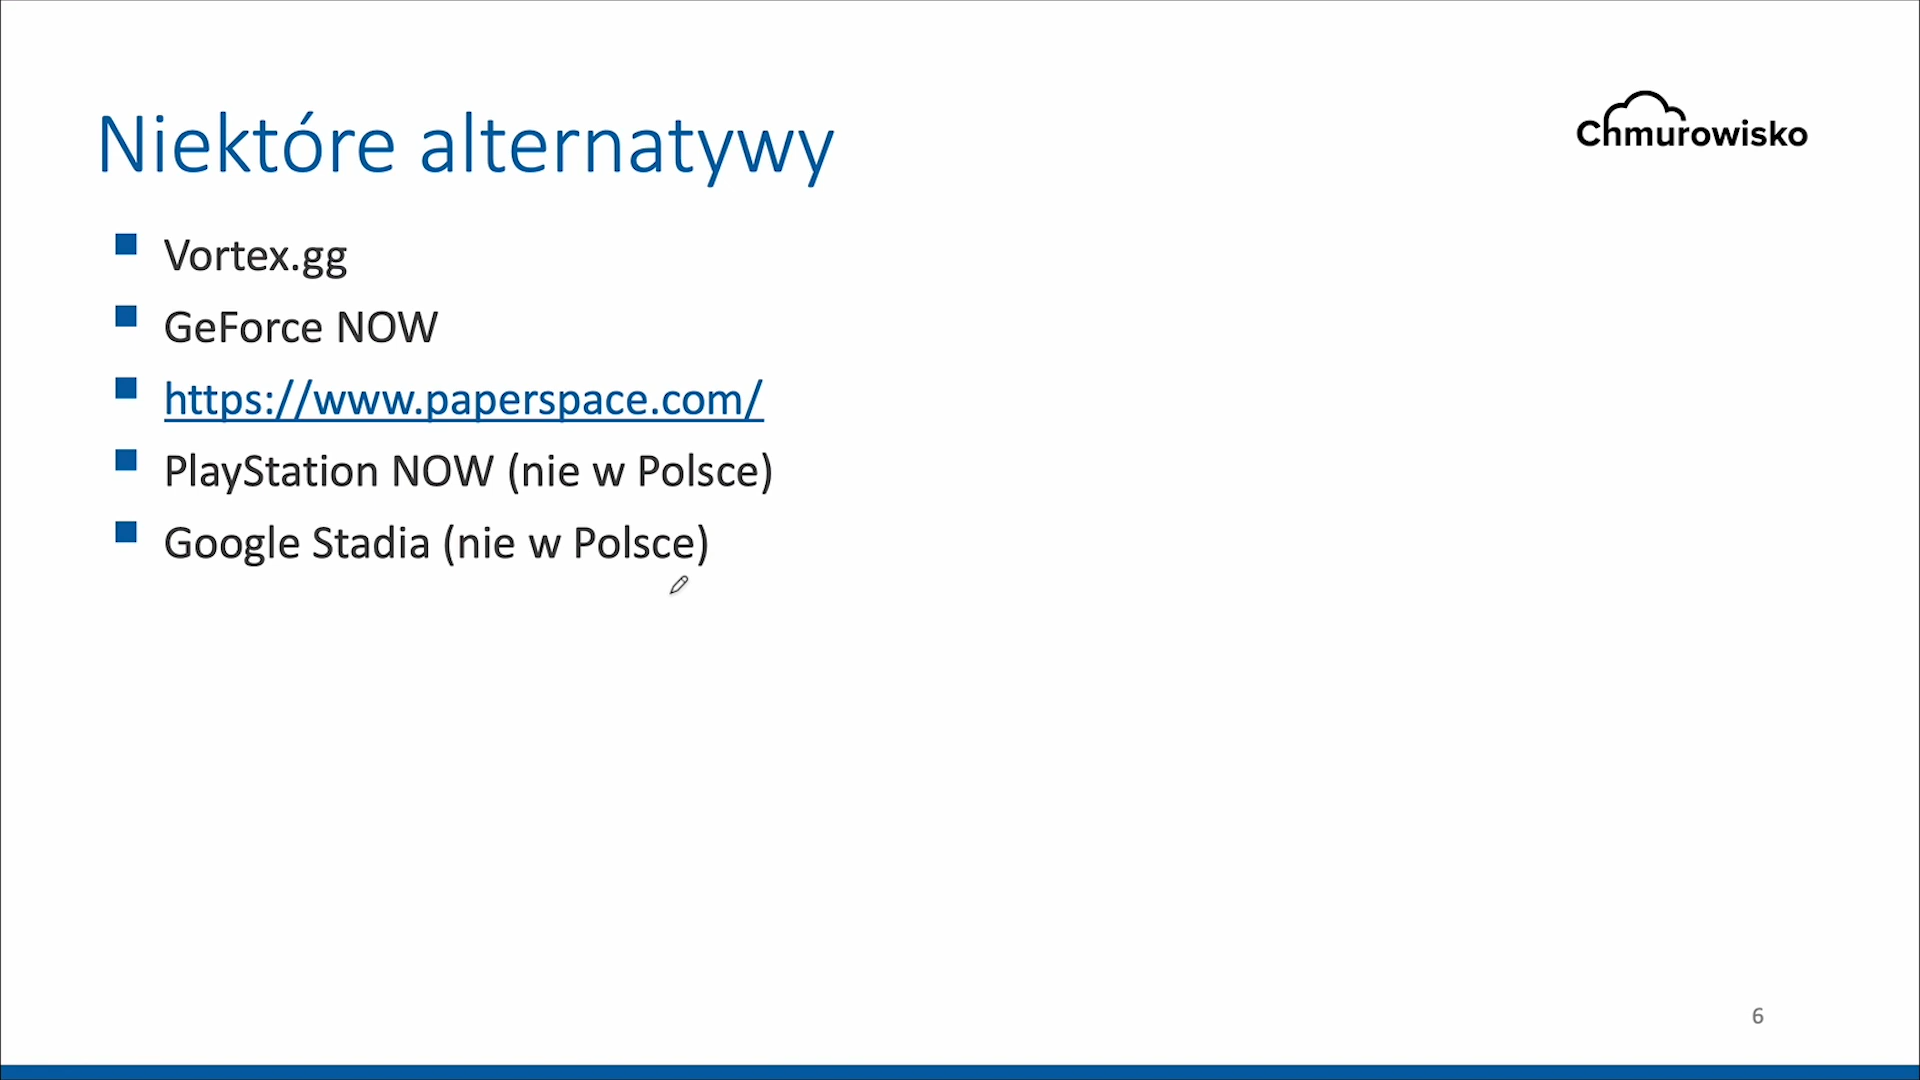 Niektóre alternatywy
Chmurowisko
Vortex.gg
GeForce NOW
https://www.paperspace.com/
PlayStation NOW (nie w Polsce)
Google Stadia (nie w Polsce)
6